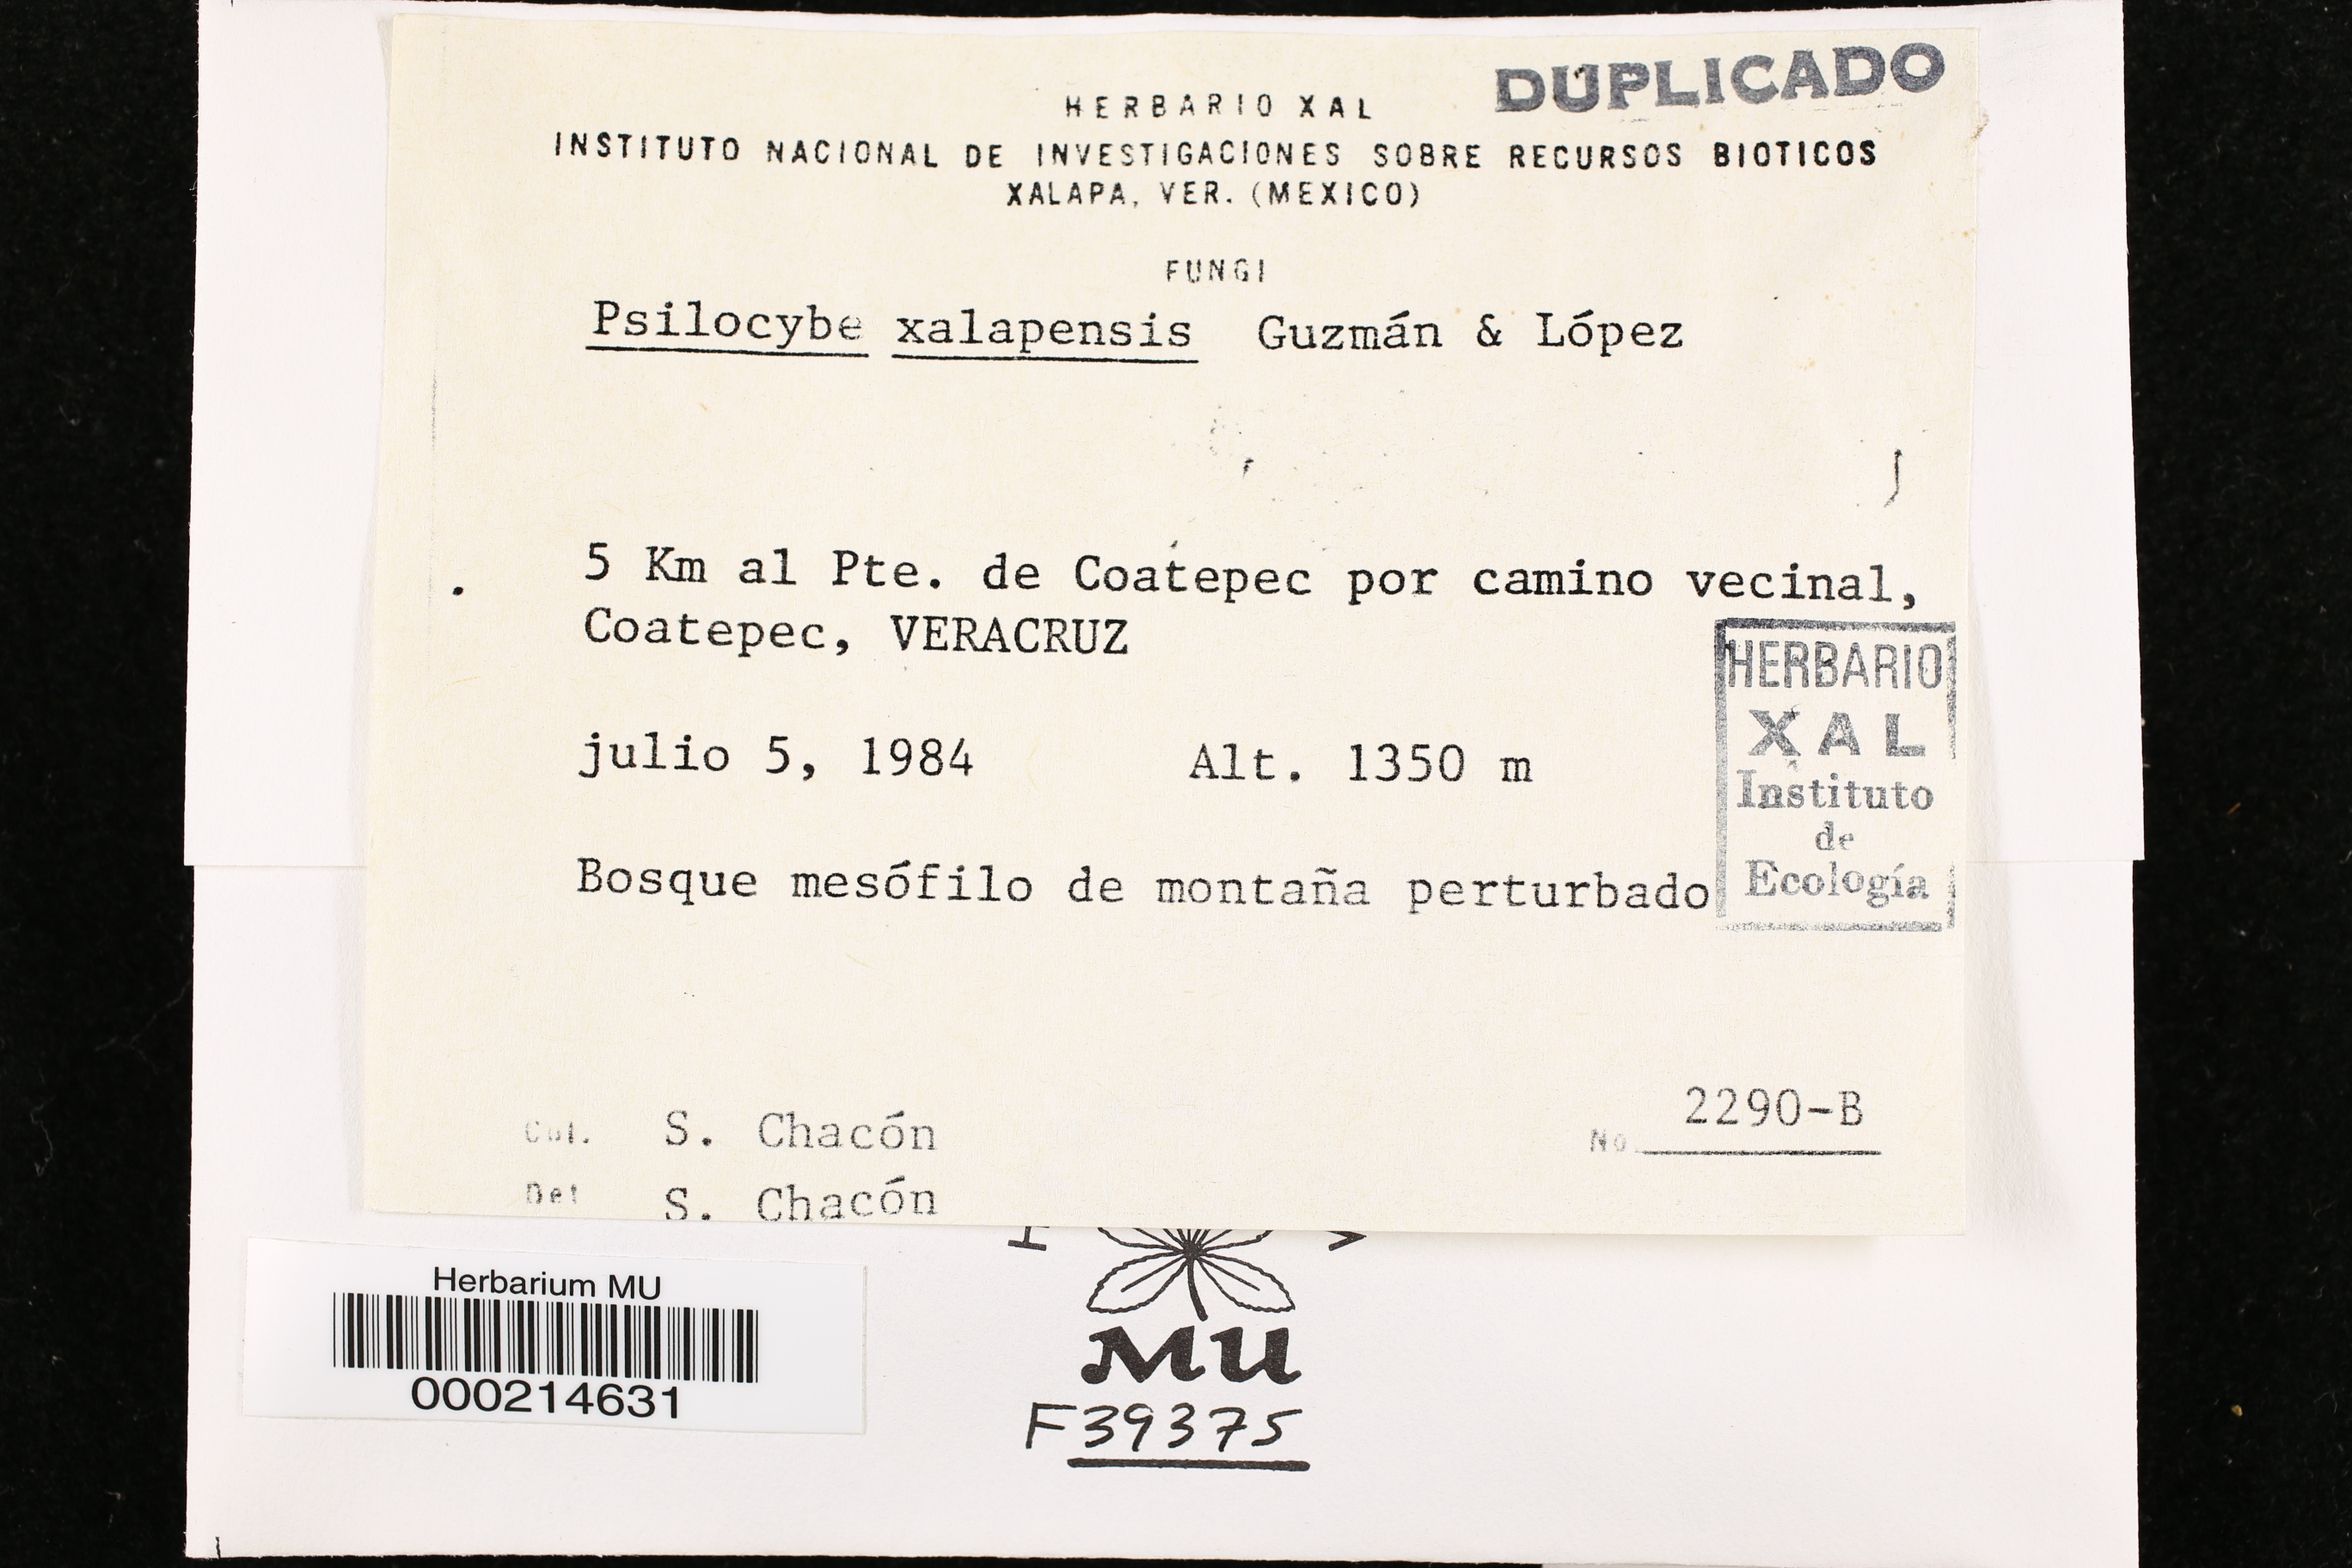 DUPLICADO
HERBARIO XAL
INSTITUTO NACIONAL DE INVESTIGACIONES SOBRE RECURSOS BIOTICOS
XALAPA, VER. (MEXICO)
FUNGI
Psilocybe xalapensis Guzmán & López
5 Km al Pte. de Coatepec por camino vecinal,
Coatepec, VERACRUZ
julio 5, 1984 Alt. 1350 m
Bosque mesófilo de montaña perturbado
HERBARIO
XAL
Instituto
de
Ecología
No. 2290-B
Col. S. Chacón
Det S. Chacón
Herbarium MU
000214631
MU
F39375